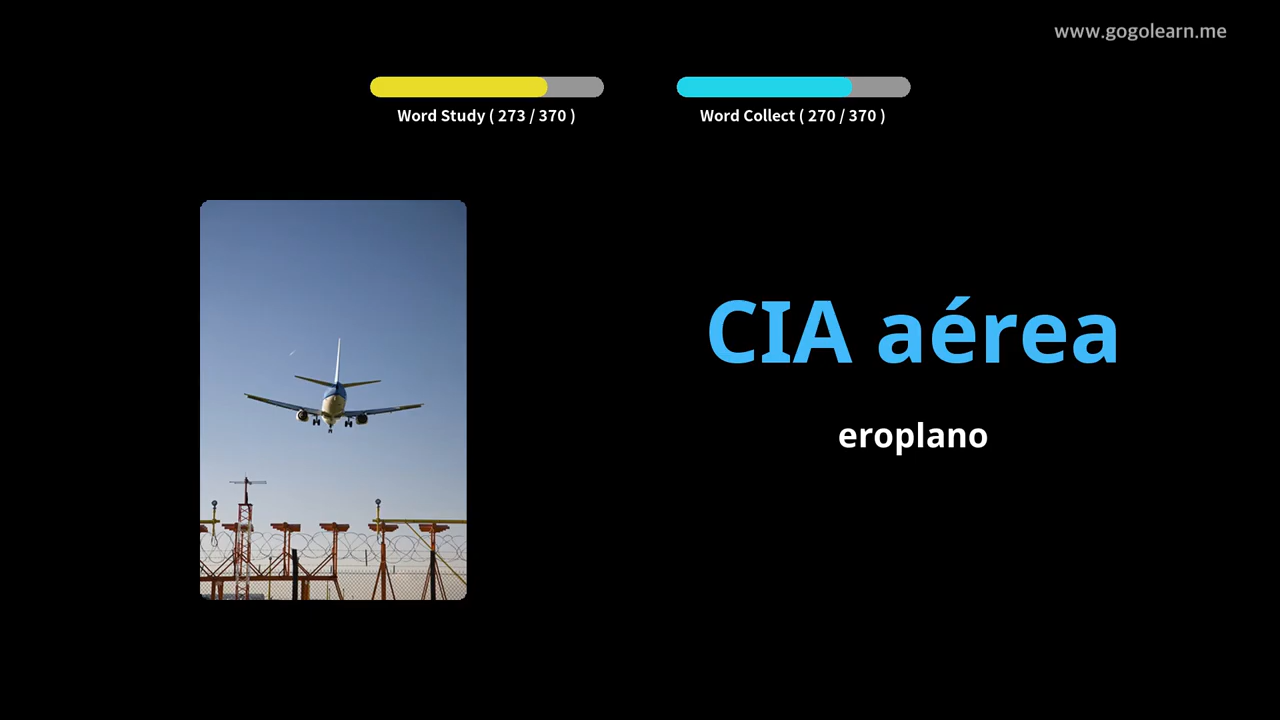 www.gogolearn.me
Word Study ( 273 / 370 )
Word Collect ( 270 / 370 )
CIA aérea
eroplano